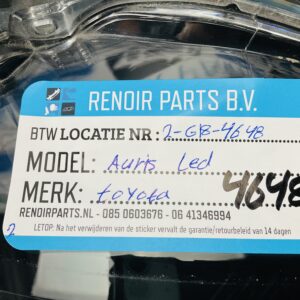 RENOIR PARTS B.V.
BTW LOCATIE NR: 2-GB-4648
MODEL: Auris Led
MERK: toyota
4648
RENOIRPARTS.NL - 085 0603676 - 06 41346994
LETOP: Na het verwijderen van de sticker vervalt de garantie/retourbeleid van 14 dagen
2